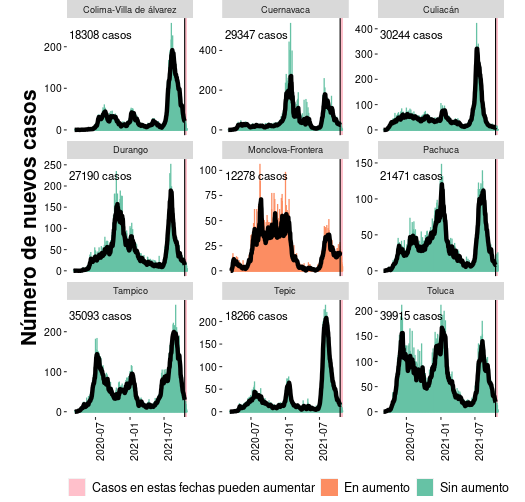 Colima-Villa de álvarez
Cuernavaca
Culiacán
18308 casos
29347 casos
30244 casos
200
100
0
400
200
0
400
300
200
100
0
Durango
Monclova-Frontera
Pachuca
27190 casos
12278 casos
21471 casos
250
200
150
100
50
0
100
75
50
25
0
150
100
50
0
Tampico
Tepic
Toluca
35093 casos
18266 casos
39915 casos
200
100
0
200
150
100
50
0
200
150
100
50
0
2020-07
2021-01
2021-07
2020-07
2021-01
2021-07
2020-07
2021-01
2021-07
Número de nuevos casos
Casos en estas fechas pueden aumentar
En aumento
Sin aumento